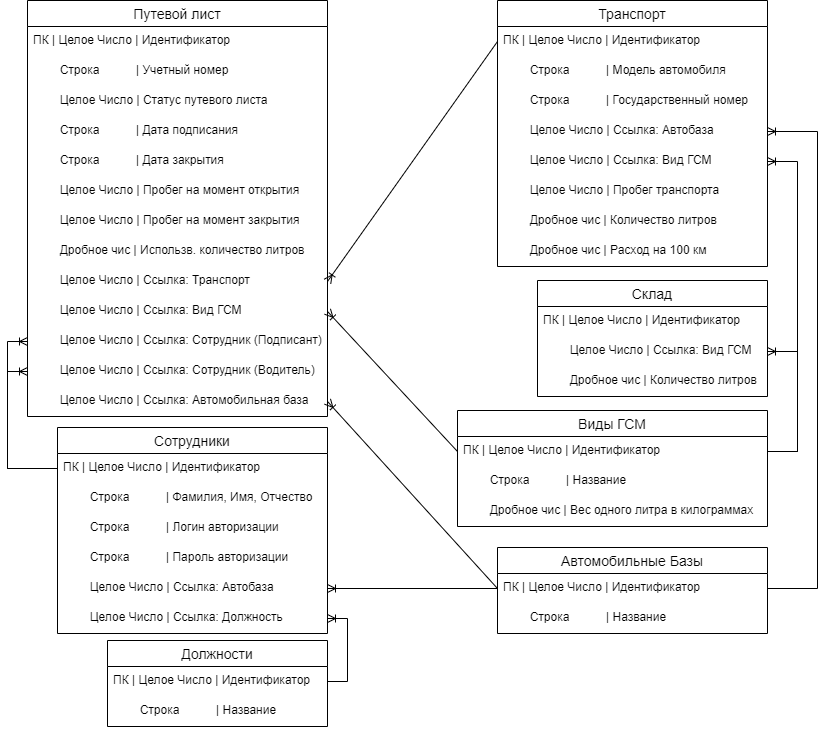 Путевой лист
ПК | Целое Число | Идентификатор
Строка | Учетный номер
Целое Число | Статус путевого листа
Строка | Дата подписания
Строка | Дата закрытия
Целое Число | Пробег на момент открытия
Целое Число | Пробег на момент закрытия
Дробное чис | Использв. количество литров
Целое Число | Ссылка: Транспорт
Целое Число | Ссылка: Вид ГСМ
Целое Число | Ссылка: Сотрудник (Подписант)
Целое Число | Ссылка: Сотрудник (Водитель)
Целое Число | Ссылка: Автомобильная база
Сотрудники
ПК | Целое Число | Идентификатор
Строка | Фамилия, Имя, Отчество
Строка | Логин авторизации
Строка | Пароль авторизации
Целое Число | Ссылка: Автобаза
Целое Число | Ссылка: Должность
Должности
ПК | Целое Число | Идентификатор
Строка | Название
Транспорт
ПК | Целое Число | Идентификатор
Строка | Модель автомобиля
Строка | Государственный номер
Целое Число | Ссылка: Автобаза
Целое Число | Ссылка: Вид ГСМ
Целое Число | Пробег транспорта
Дробное чис | Количество литров
Дробное чис | Расход на 100 км
Склад
ПК | Целое Число | Идентификатор
Целое Число | Ссылка: Вид ГСМ
Дробное чис | Количество литров
Виды ГСМ
ПК | Целое Число | Идентификатор
Строка | Название
Дробное чис | Вес одного литра в килограммах
Автомобильные Базы
ПК | Целое Число | Идентификатор
Строка | Название